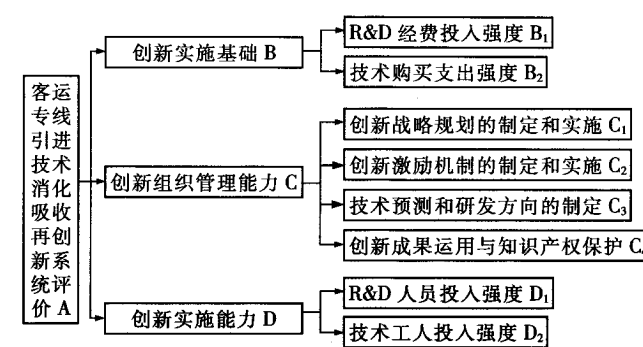 客运
专线
引进
技术
消化
吸收
再创
新系
统评
价 A
创新实施基础 B
R&D 经费投入强度 B₁
技术购买支出强度 B₂
创新组织管理能力 C
创新战略规划的制定和实施 C₁
创新激励机制的制定和实施 C₂
技术预测和研发方向的制定 C₃
创新成果运用与知识产权保护 C
创新实施能力 D
R&D 人员投入强度 D₁
技术工人投入强度 D₂